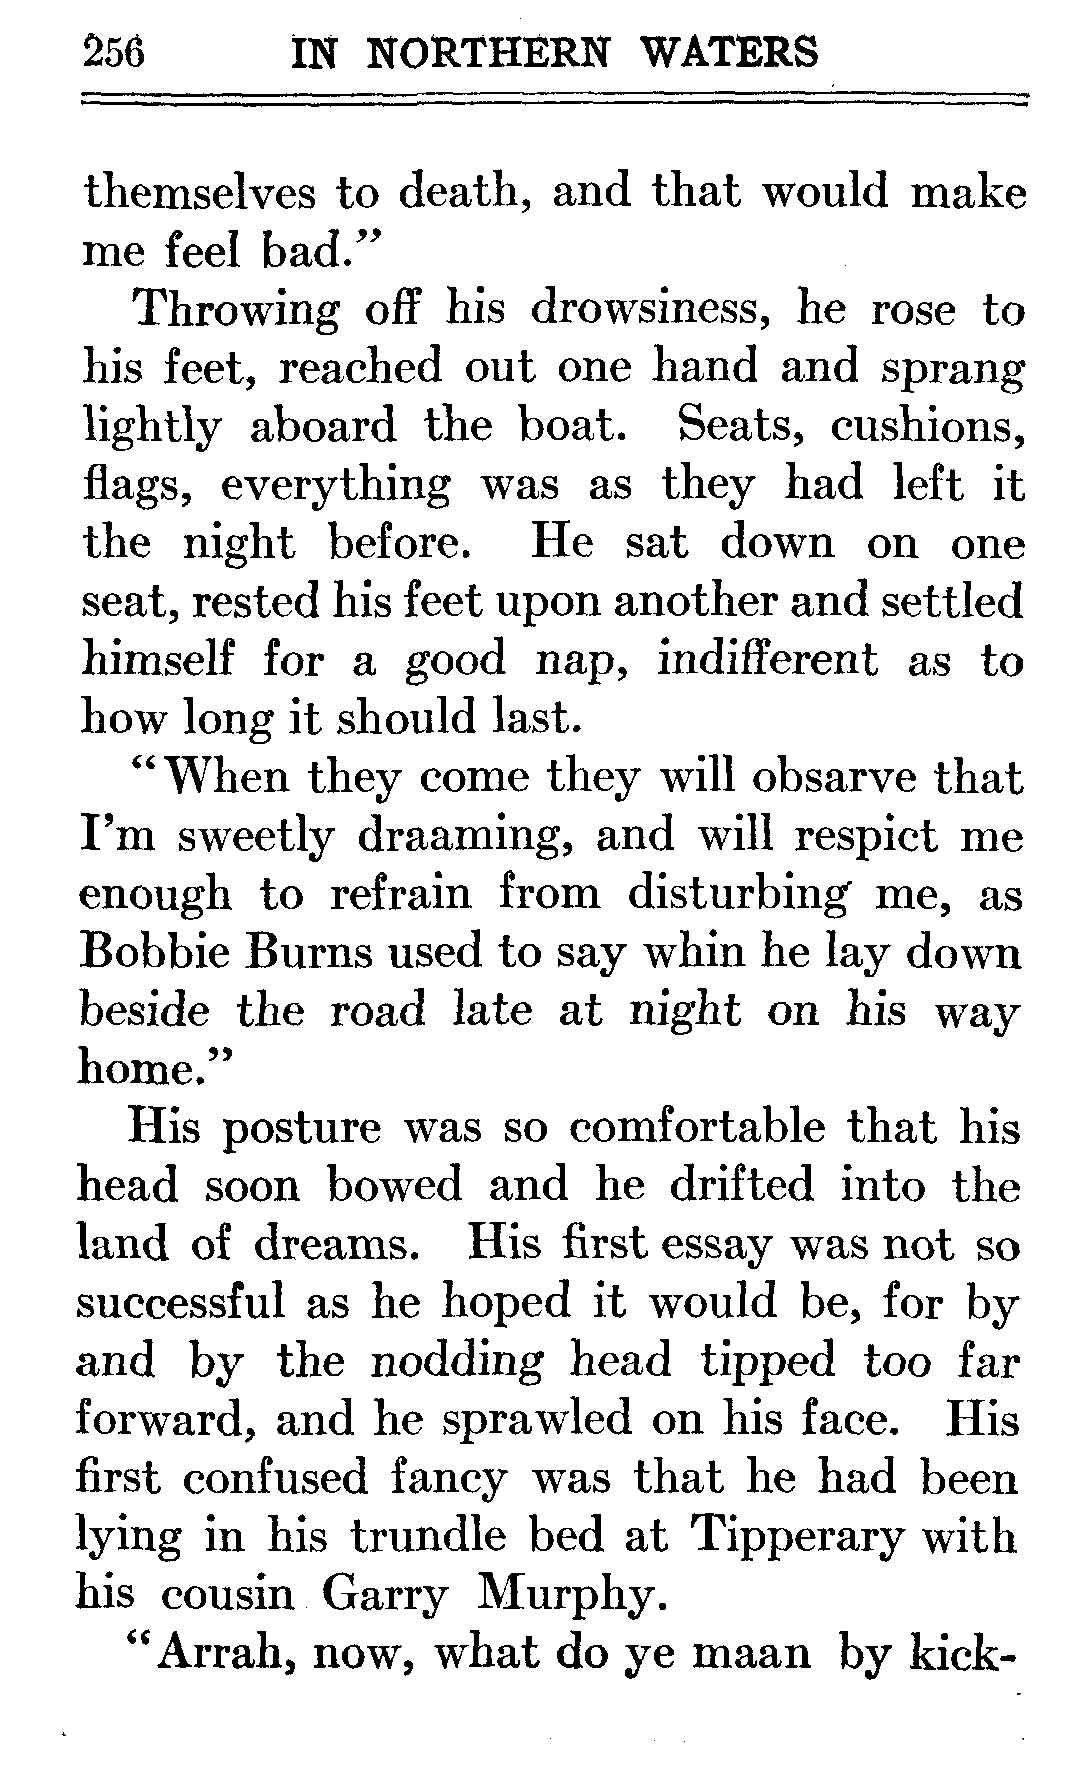 256 IN NORTHERN WATERS
themselves to death, and that would make
me feel bad.”
Throwing off his drowsiness, he rose to
his feet, reached out one hand and sprang
lightly aboard the boat. Seats, cushions,
flags, everything was as they had left it
the night before. He sat down on one
seat, rested his feet upon another and settled
himself for a good nap, indifferent as to
how long it should last.
“When they come they will obsarve that
I’m sweetly draaming, and will respict me
enough to refrain from disturbing me, as
Bobbie Burns used to say whin he lay down
beside the road late at night on his way
home.”
His posture was so comfortable that his
head soon bowed and he drifted into the
land of dreams. His first essay was not so
successful as he hoped it would be, for by
and by the nodding head tipped too far
forward, and he sprawled on his face. His
first confused fancy was that he had been
lying in his trundle bed at Tipperary with
his cousin Garry Murphy.
“Arrah, now, what do ye maan by kick-